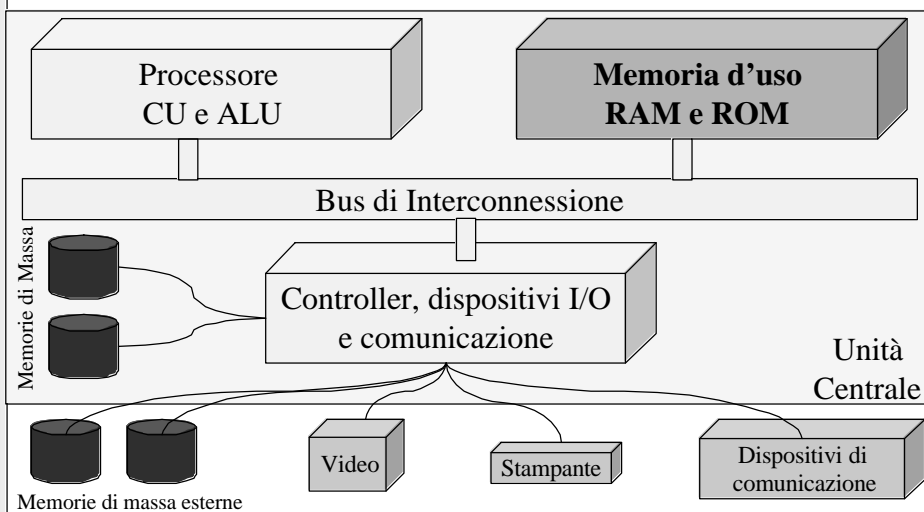 Processore
CU e ALU
Memoria d'uso
RAM e ROM
Bus di Interconnessione
Memorie di Massa
Controller, dispositivi I/O
e comunicazione
Unità
Centrale
Video
Stampante
Dispositivi di
comunicazione
Memorie di massa esterne